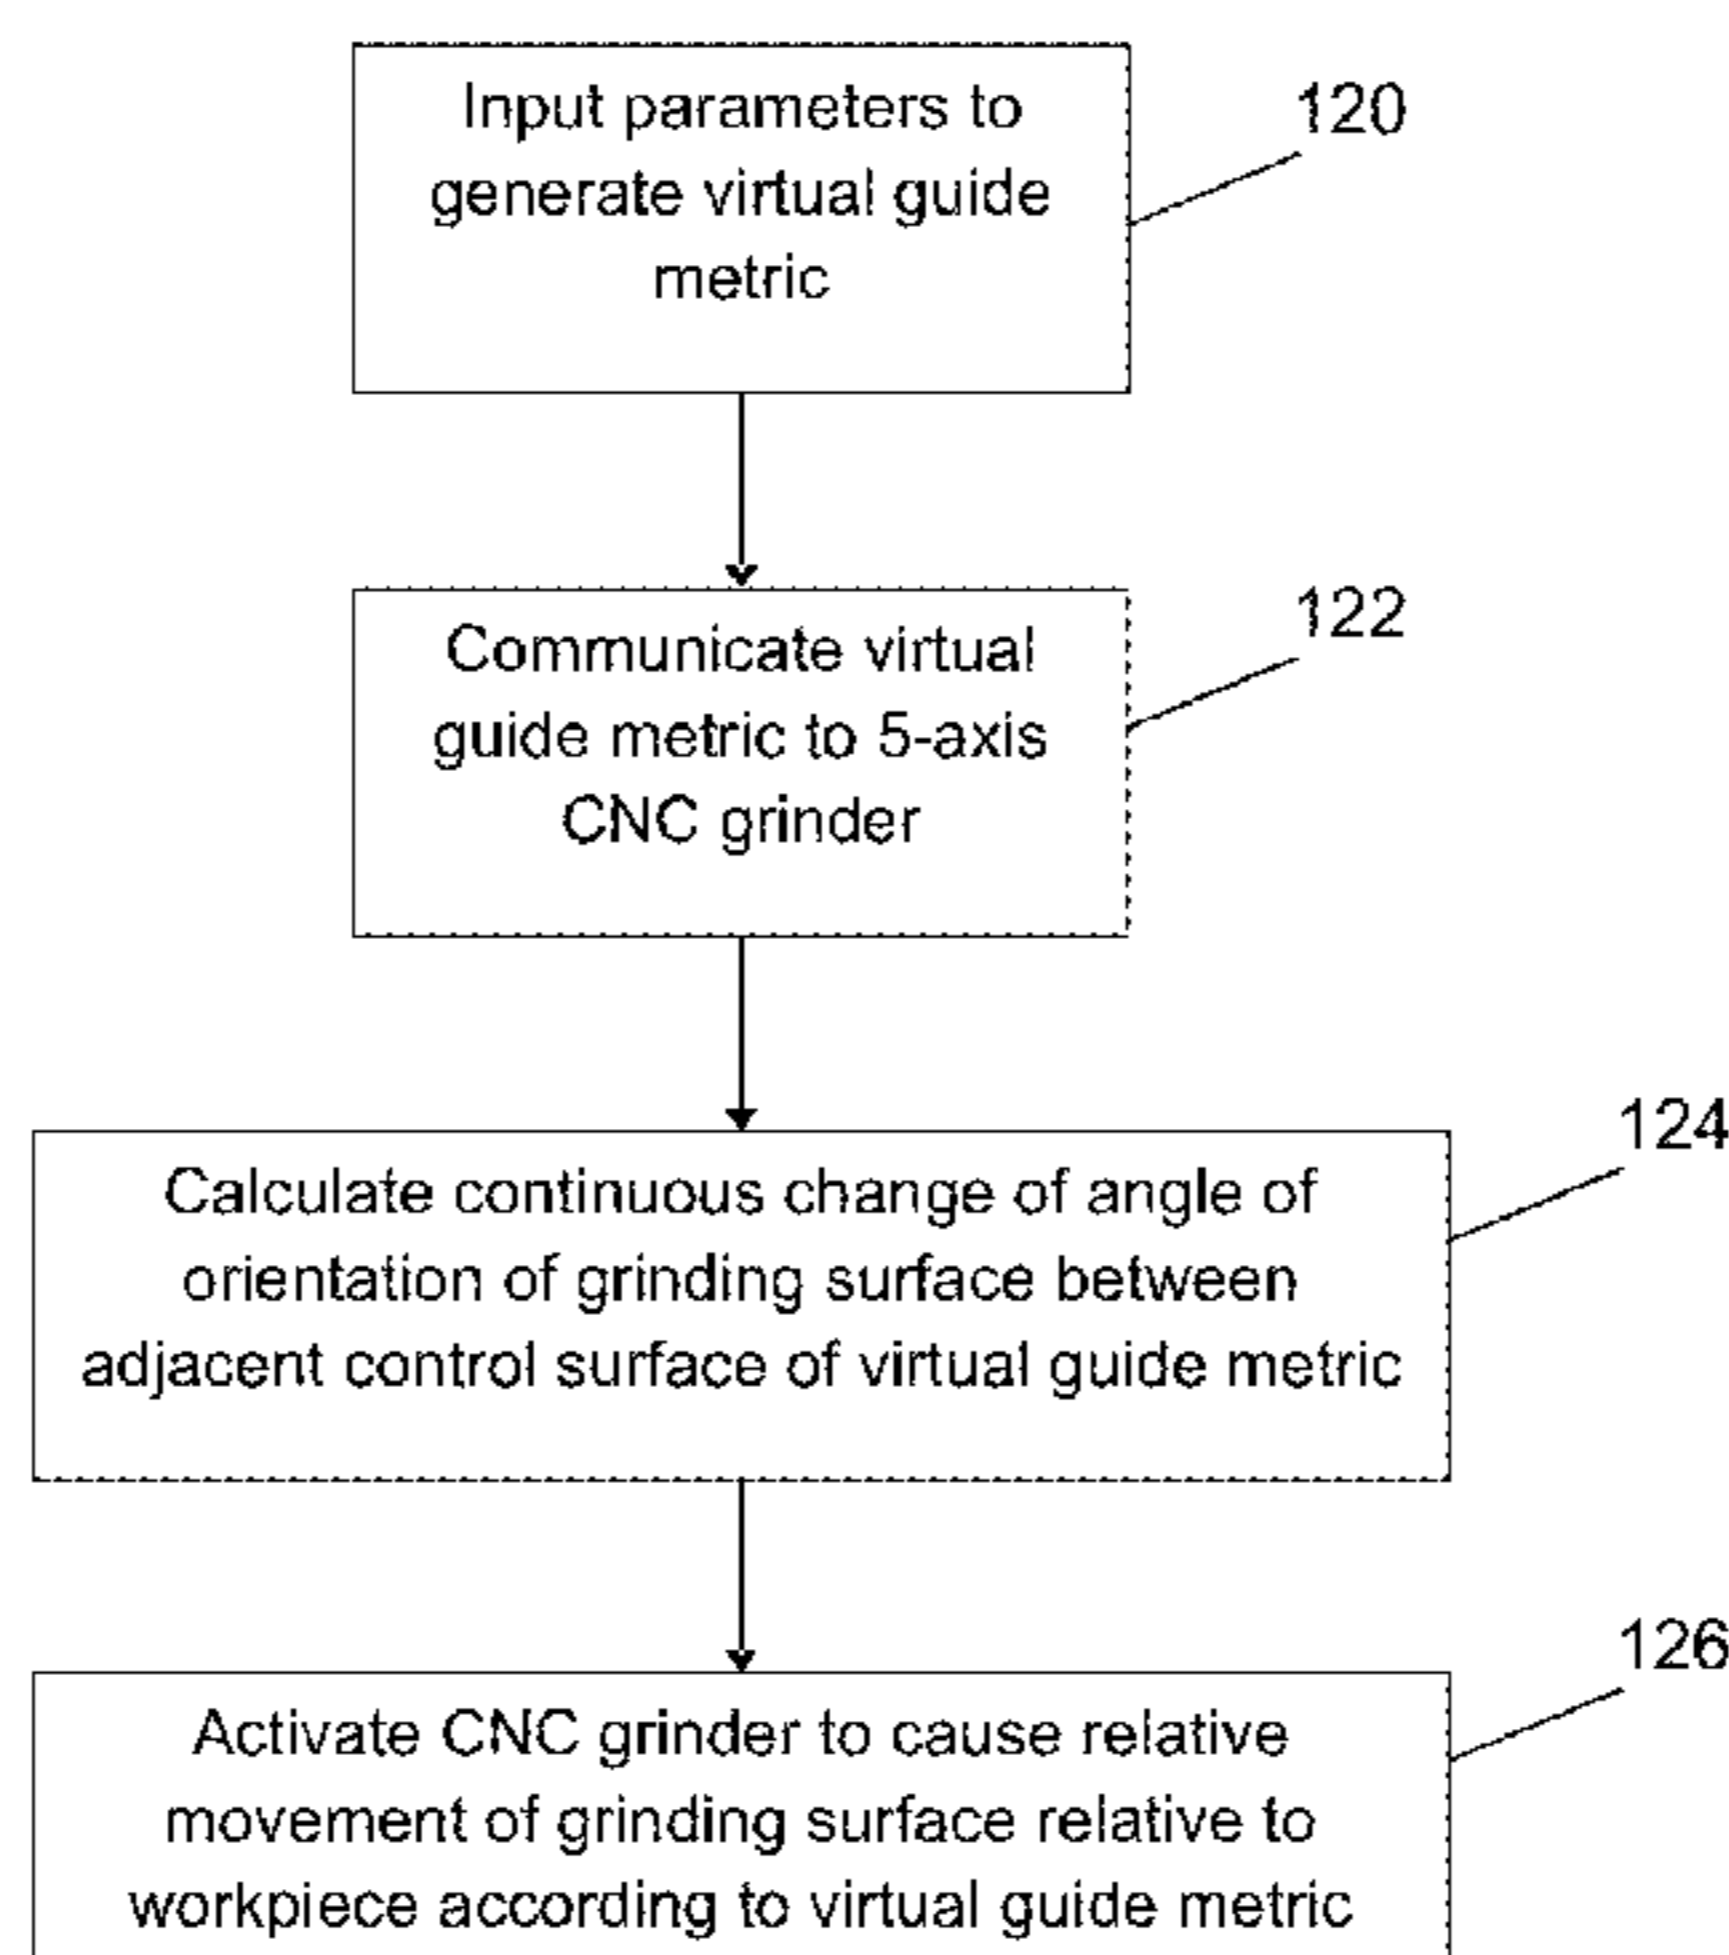 Input parameters to
generate virtual guide
metric
120
Communicate virtual
guide metric to 5-axis
CNC grinder
122
Calculate continuous change of angle of
orientation of grinding surface between
adjacent control surface of virtual guide metric
124
Activate CNC grinder to cause relative
movement of grinding surface relative to
workpiece according to virtual guide metric
126